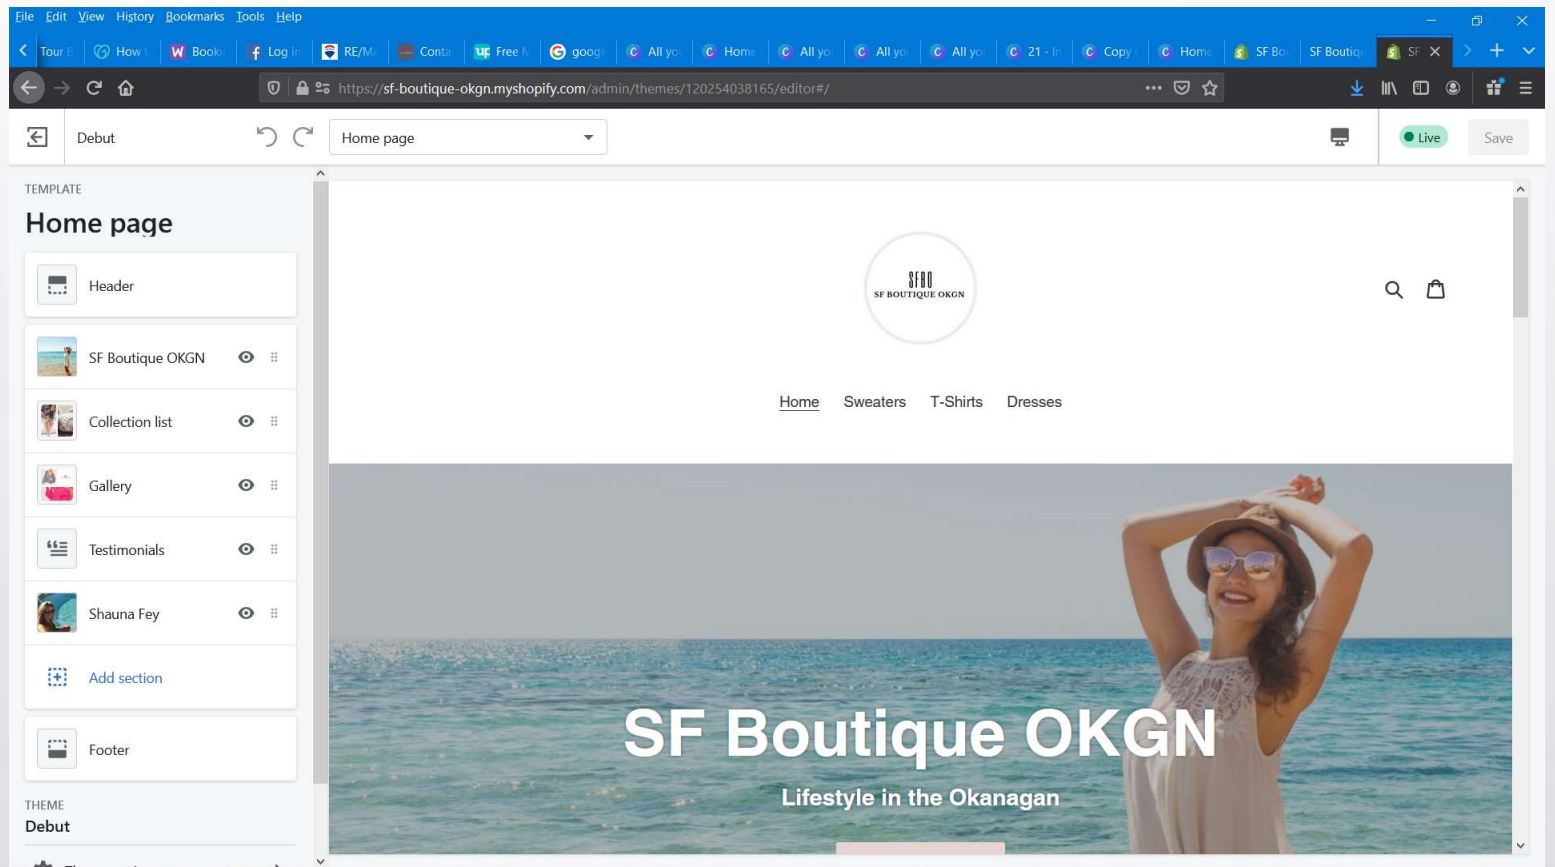 File Edit View History Bookmarks Tools Help
Tour How Booki Log in RE/M Conta Free googl All yo Home All yo All yo All yo 21 - In Copy Home SF Bo SF Boutiqu SF
https://sf-boutique-okgn.myshopify.com/admin/themes/120254038165/editor#/
Debut
Home page
Live
Save
TEMPLATE
Home page
Header
SF Boutique OKGN
Collection list
Gallery
Testimonials
Shauna Fey
Add section
Footer
THEME
Debut
SFBO
SF BOUTIQUE OKGN
Home Sweaters T-Shirts Dresses
SF Boutique OKGN
Lifestyle in the Okanagan